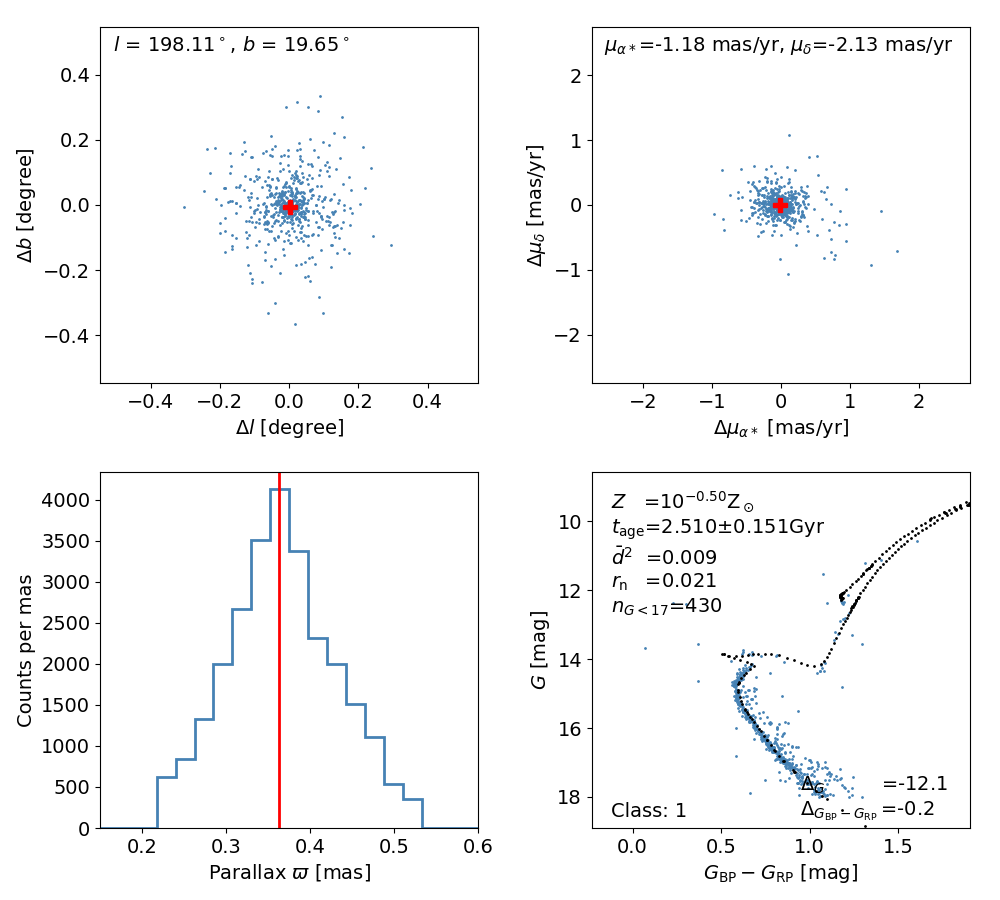 l = 198.11°, b = 19.65°
0.4
0.2
0.0
−0.2
−0.4
Δb [degree]
−0.4 −0.2 0.0 0.2 0.4
Δl [degree]
μα*=-1.18 mas/yr, μδ=-2.13 mas/yr
2
1
0
−1
−2
Δμδ [mas/yr]
−2 −1 0 1 2
Δμα* [mas/yr]
4000
3500
3000
2500
2000
1500
1000
500
0
Counts per mas
0.2 0.3 0.4 0.5 0.6
Parallax ϖ [mas]
Z =10^−0.50 Z⊙
tage=2.510±0.151Gyr
d̄² =0.009
rn =0.021
nG<17=430
10
12
14
16
18
G [mag]
ΔG =-12.1
ΔGBP−GRP=-0.2
Class: 1
0.0 0.5 1.0 1.5
GBP − GRP [mag]